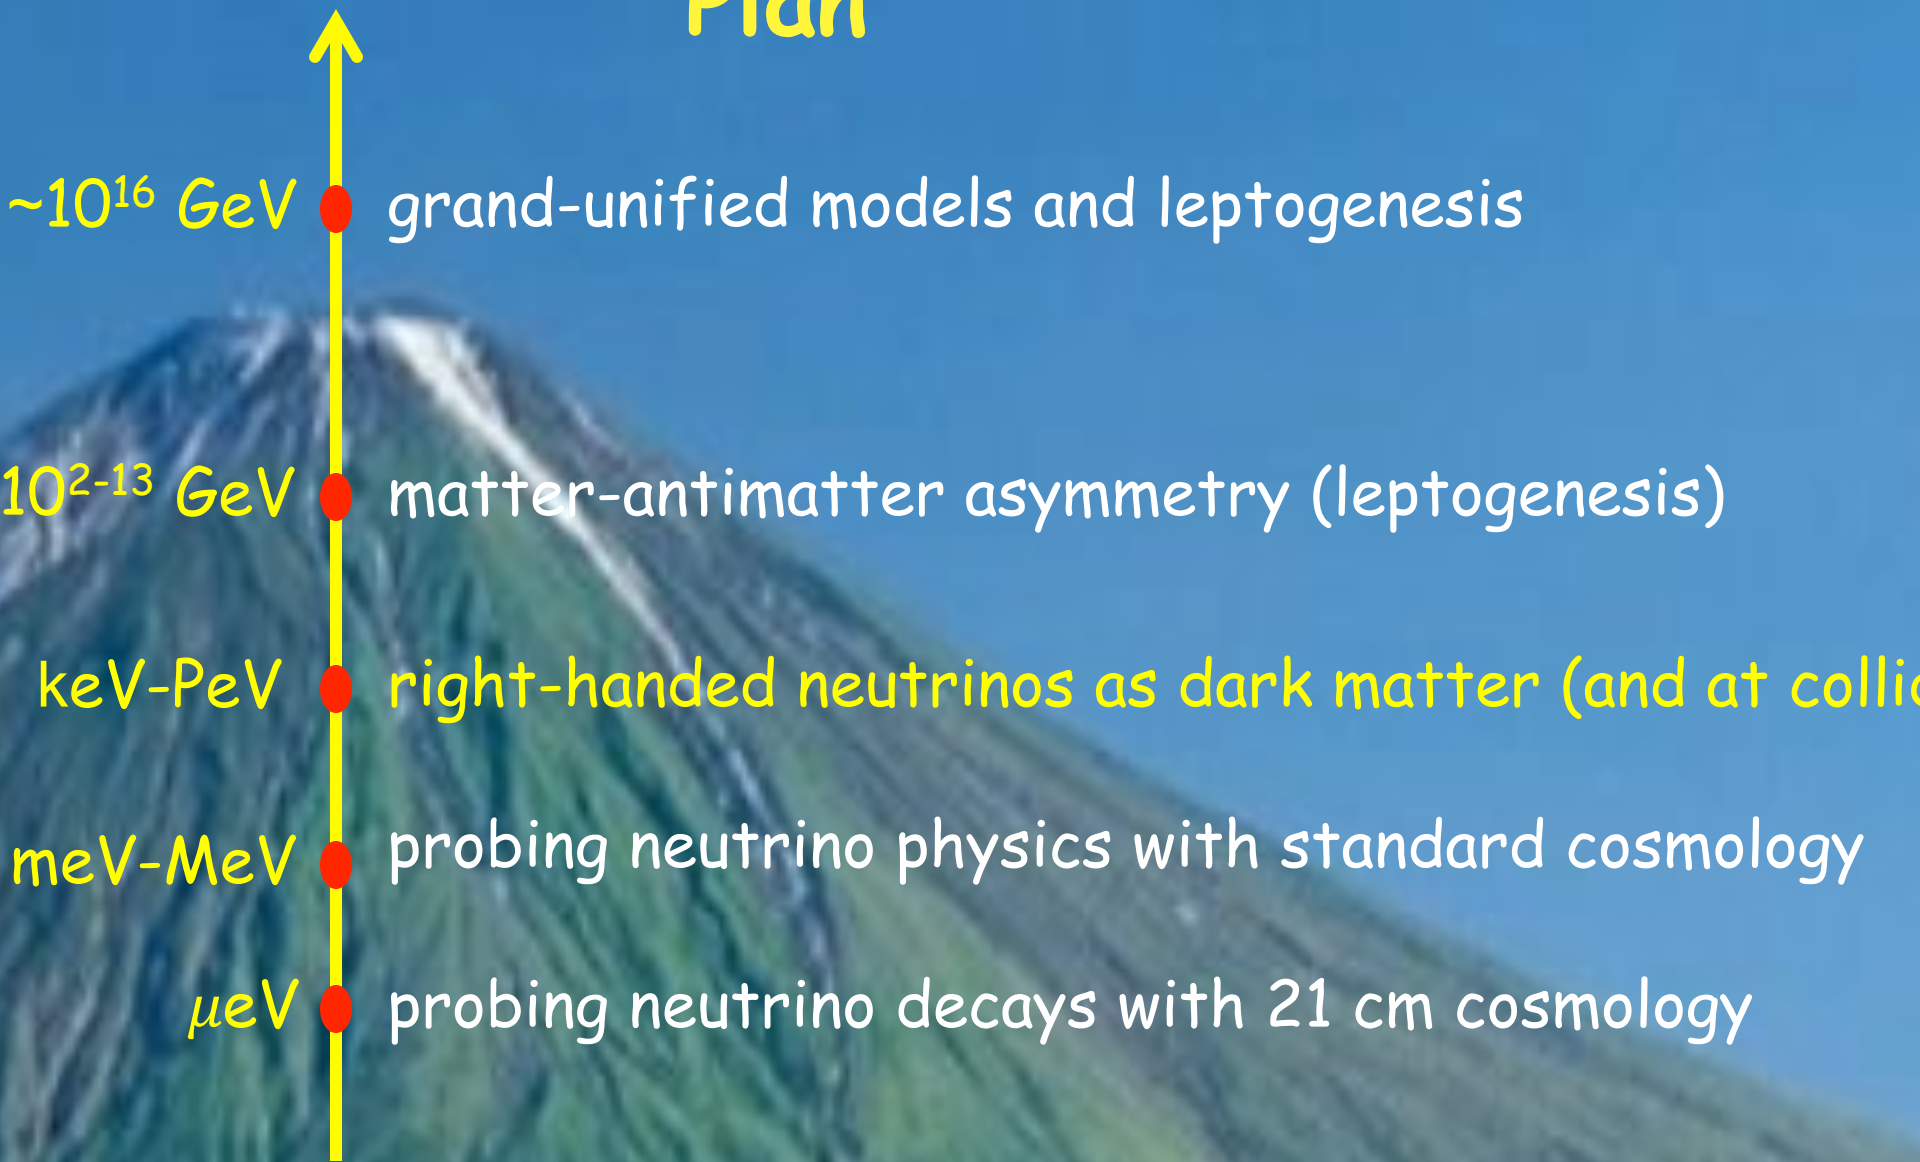 Plan
~10¹⁶ GeV grand-unified models and leptogenesis
10²⁻¹³ GeV matter-antimatter asymmetry (leptogenesis)
keV-PeV right-handed neutrinos as dark matter (and at
meV-MeV probing neutrino physics with standard cosmology
μeV probing neutrino decays with 21 cm cosmology